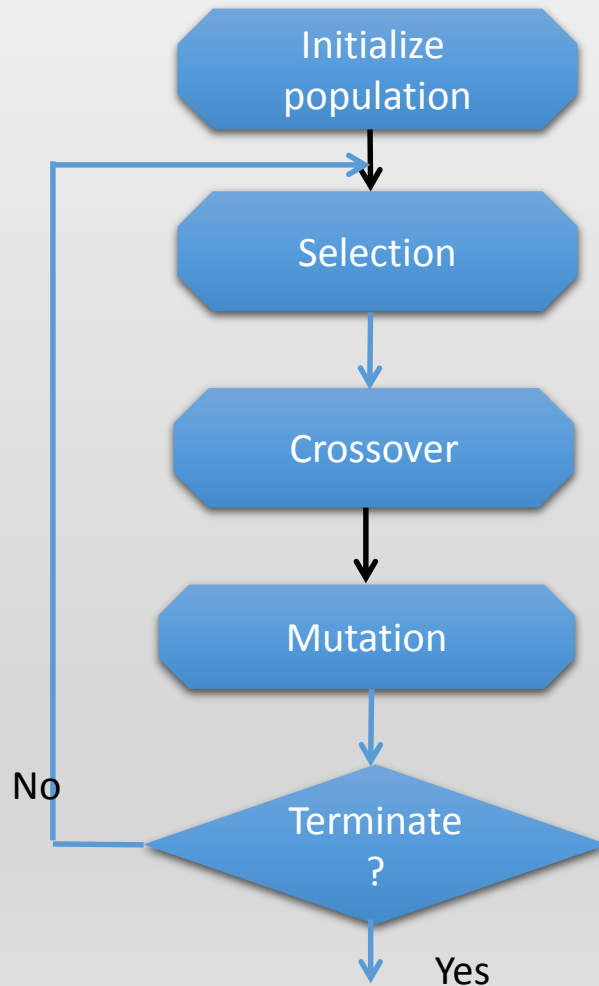 Initialize
population
Selection
Crossover
Mutation
No
Terminate
?
Yes